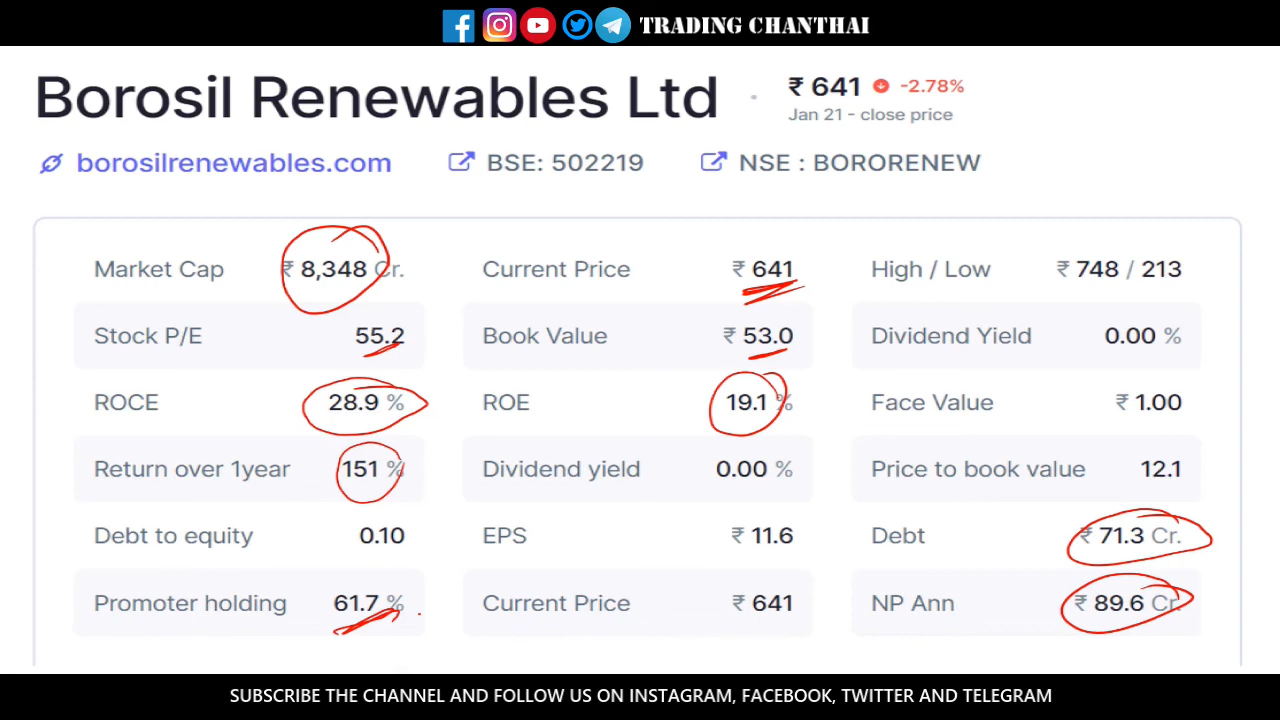 TRADING CHANTHAI
Borosil Renewables Ltd ₹ 641 -2.78%
Jan 21 - close price
borosilrenewables.com BSE: 502219 NSE : BORORENEW
Market Cap ₹ 8,348 Cr. Current Price ₹ 641 High / Low ₹ 748 / 213
Stock P/E 55.2 Book Value ₹ 53.0 Dividend Yield 0.00 %
ROCE 28.9 % ROE 19.1 % Face Value ₹ 1.00
Return over 1year 151 % Dividend yield 0.00 % Price to book value 12.1
Debt to equity 0.10 EPS ₹ 11.6 Debt ₹ 71.3 Cr.
Promoter holding 61.7 % Current Price ₹ 641 NP Ann ₹ 89.6 Cr.
SUBSCRIBE THE CHANNEL AND FOLLOW US ON INSTAGRAM, FACEBOOK, TWITTER AND TELEGRAM